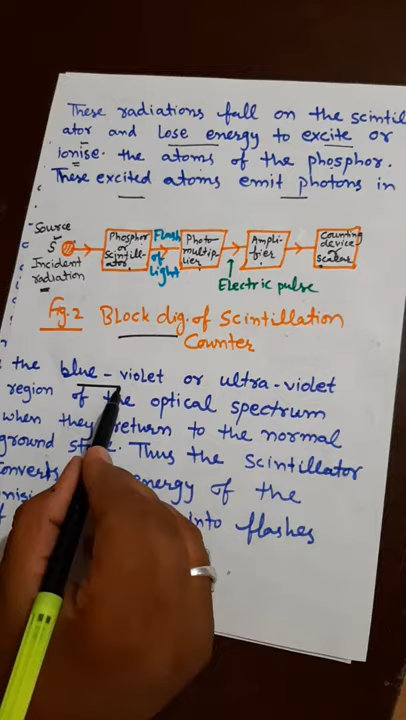 These radiations fall on the scintill
ator and lose energy to excite or
ionise the atoms of the phosphor.
These excited atoms emit photons in
Source
S
Incident
radiation
Phosphor
or
scintill-
ator
Flash
of
Light
Photo-
multip-
lier
Electric pulse
Ampli-
fier
Counting
device
or
scalar
Fig.2 Block dig. of Scintillation
Counter
the blue-violet or ultra-violet
region of the optical spectrum
when they return to the normal
ground. Thus the scintillator
energy of the
into flashes